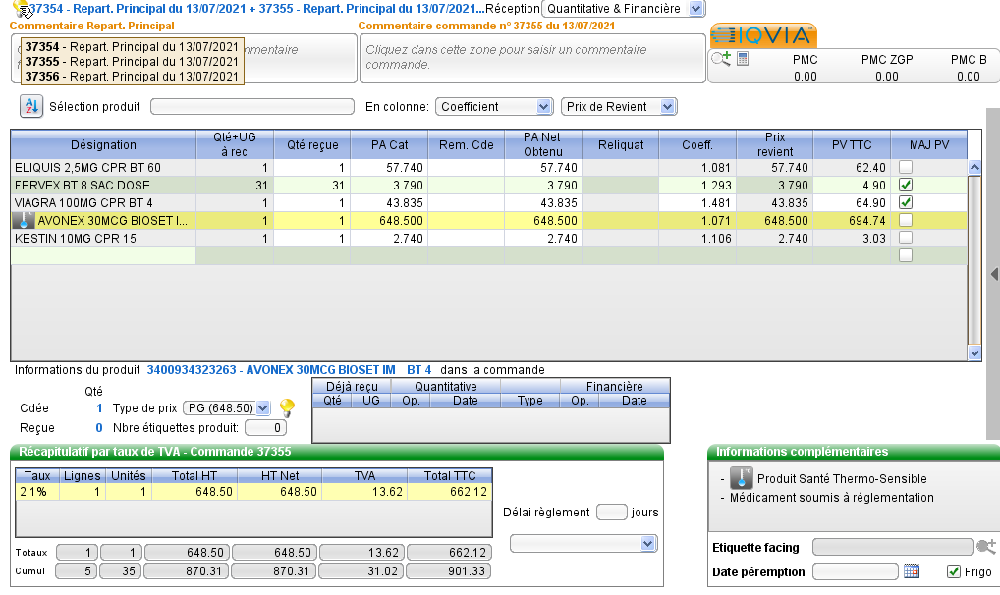 37354 - Repart. Principal du 13/07/2021 + 37355 - Repart. Principal du 13/07/2021... Réception Quantitative & Financière
Commentaire Repart. Principal Commentaire commande n° 37355 du 13/07/2021
37354 - Repart. Principal du 13/07/2021
37355 - Repart. Principal du 13/07/2021
37356 - Repart. Principal du 13/07/2021
Cliquez dans cette zone pour saisir un commentaire
commande.
IQVIA
PMC PMC ZGP PMC B
0.00 0.00 0.00
Sélection produit En colonne: Coefficient Prix de Revient
Désignation Qté+UG à rec Qté reçue PA Cat Rem. Cde PA Net Obtenu Reliquat Coeff. Prix revient PV TTC MAJ PV
ELIQUIS 2,5MG CPR BT 60 1 1 57.740 57.740 1.081 57.740 62.40
FERVEX BT 8 SAC DOSE 31 31 3.790 3.790 1.293 3.790 4.90
VIAGRA 100MG CPR BT 4 1 1 43.835 43.835 1.481 43.835 64.90
AVONEX 30MCG BIOSET I... 1 1 648.500 648.500 1.071 648.500 694.74
KESTIN 10MG CPR 15 1 1 2.740 2.740 1.106 2.740 3.03
Informations du produit 3400934323263 - AVONEX 30MCG BIOSET IM BT 4 dans la commande
Qté
Cdée 1 Type de prix PG (648.50)
Reçue 0 Nbre étiquettes produit: 0
Déjà reçu Quantitative Financière
Qté UG Op. Date Type Op. Date
Récapitulatif par taux de TVA - Commande 37355
Taux Lignes Unités Total HT HT Net TVA Total TTC
2.1% 1 1 648.50 648.50 13.62 662.12
Totaux 1 1 648.50 648.50 13.62 662.12
Cumul 5 35 870.31 870.31 31.02 901.33
Délai règlement jours
Informations complémentaires
- Produit Santé Thermo-Sensible
- Médicament soumis à réglementation
Etiquette facing
Date péremption Frigo